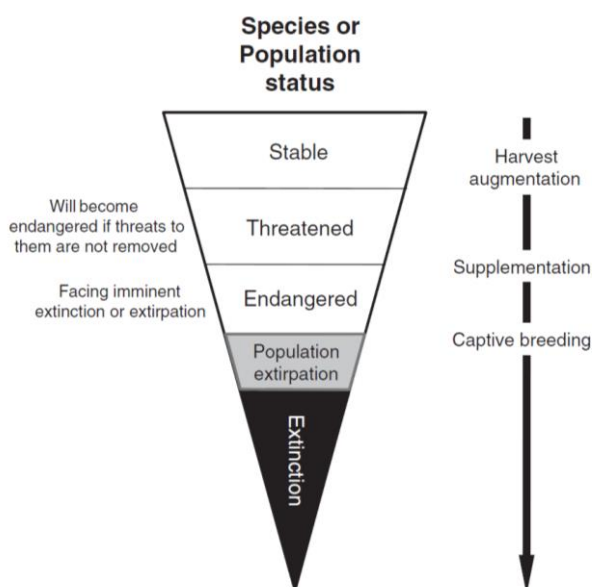 Species or
Population
status
Stable
Harvest
augmentation
Will become
endangered if threats to
them are not removed
Threatened
Supplementation
Facing imminent
extinction or extirpation
Endangered
Captive breeding
Population
extirpation
Extinction